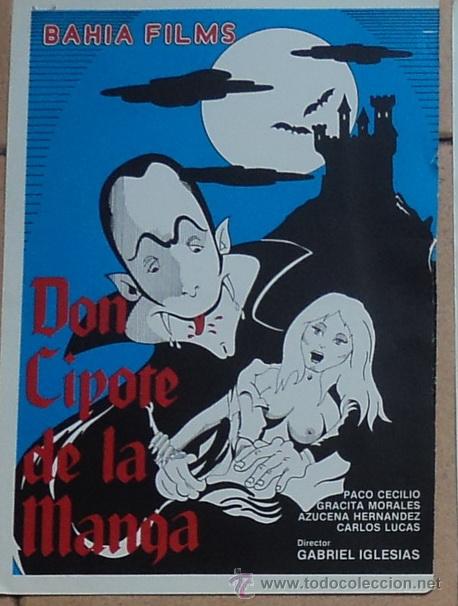 BAHIA FILMS
Don
Cipote
de la
Manga
PACO CECILIO
GRACITA MORALES
AZUCENA HERNANDEZ
CARLOS LUCAS
Director
GABRIEL IGLESIAS
todocoleccion
www.todocoleccion.net